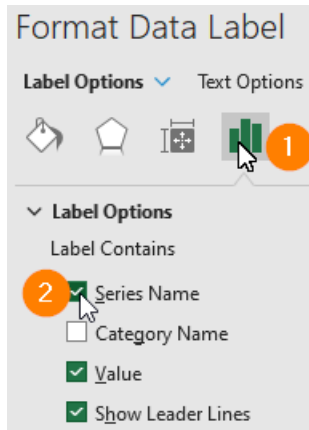 Format Data Label
Label Options Text Options
1
Label Options
Label Contains
2 Series Name
Category Name
Value
Show Leader Lines